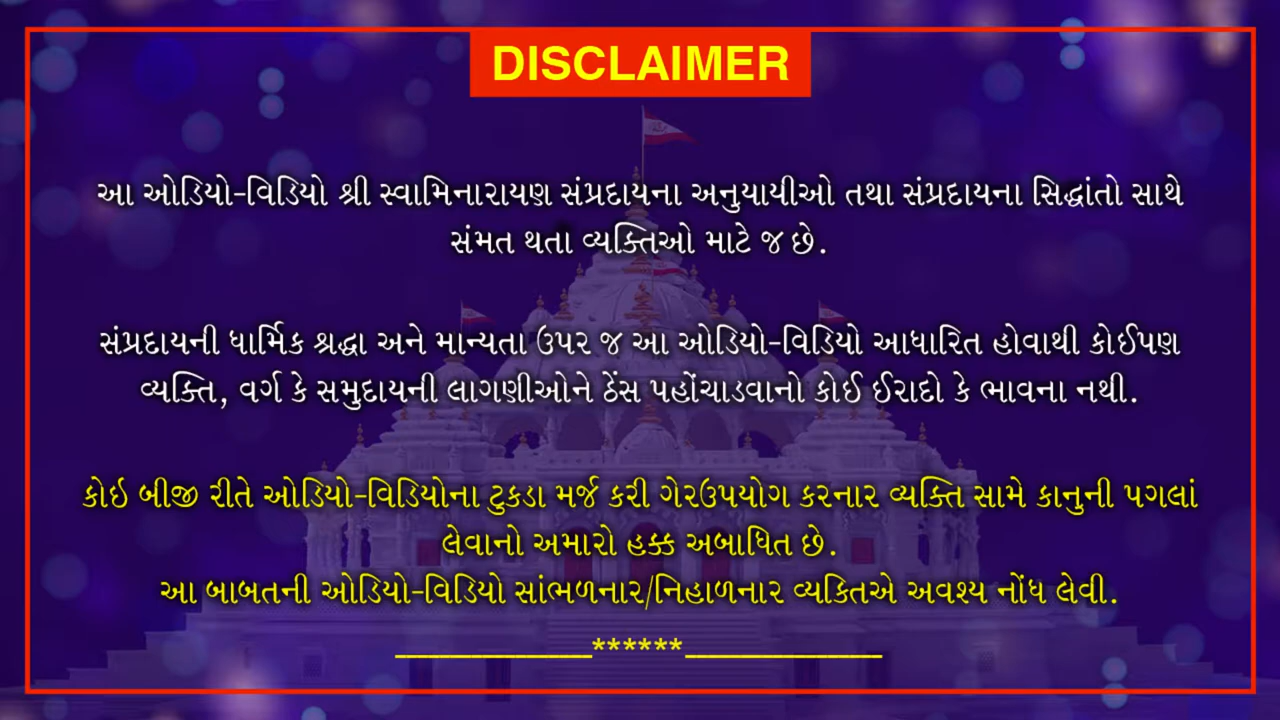 DISCLAIMER
આ ઓડિયો-વિડિયો શ્રી સ્વામિનારાયણ સંપ્રદાયના અનુયાયીઓ તથા સંપ્રદાયના સિદ્ધાંતો સાથે
સંમત થતા વ્યક્તિઓ માટે જ છે.
સંપ્રદાયની ધાર્મિક શ્રદ્ધા અને માન્યતા ઉપર જ આ ઓડિયો-વિડિયો આધારિત હોવાથી કોઈપણ
વ્યક્તિ, વર્ગ કે સમુદાયની લાગણીઓને ઠેંસ પહોંચાડવાનો કોઈ ઈરાદો કે ભાવના નથી.
કોઇ બીજી રીતે ઓડિયો-વિડિયોના ટુકડા મર્જ કરી ગેરઉપયોગ કરનાર વ્યક્તિ સામે કાનુની પગલાં
લેવાનો અમારો હક્ક અબાધિત છે.
આ બાબતની ઓડિયો-વિડિયો સાંભળનાર/નિહાળનાર વ્યકિતએ અવશ્ય નોંધ લેવી.
______________******______________